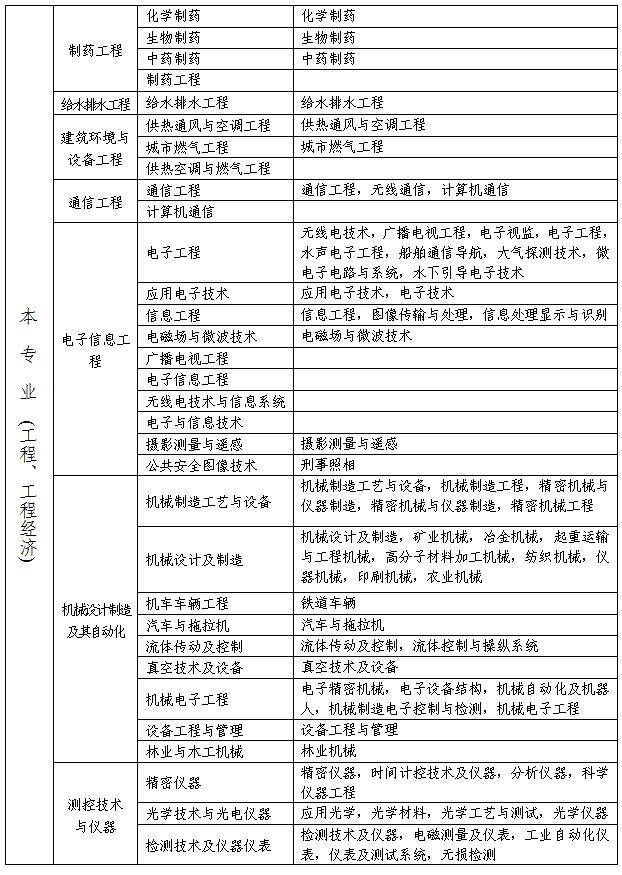 本专业(工程、工程经济)
制药工程
化学制药 化学制药
生物制药 生物制药
中药制药 中药制药
制药工程
给水排水工程 给水排水工程 给水排水工程
建筑环境与
设备工程
供热通风与空调工程 供热通风与空调工程
城市燃气工程 城市燃气工程
供热空调与燃气工程
通信工程
通信工程 通信工程，无线通信，计算机通信
计算机通信
电子信息工
程
电子工程
无线电技术，广播电视工程，电子视监，电子工程，
水声电子工程，船舶通信导航，大气探测技术，微
电子电路与系统，水下引导电子技术
应用电子技术 应用电子技术，电子技术
信息工程 信息工程，图像传输与处理，信息处理显示与识别
电磁场与微波技术 电磁场与微波技术
广播电视工程
电子信息工程
无线电技术与信息系统
电子与信息技术
摄影测量与遥感 摄影测量与遥感
公共安全图像技术 刑事照相
机械设计制造
及其自动化
机械制造工艺与设备
机械制造工艺与设备，机械制造工程，精密机械与
仪器制造，精密机械与仪器制造，精密机械工程
机械设计及制造
机械设计及制造，矿业机械，冶金机械，起重运输
与工程机械，高分子材料加工机械，纺织机械，仪
器机械，印刷机械，农业机械
机车车辆工程 铁道车辆
汽车与拖拉机 汽车与拖拉机
流体传动及控制 流体传动及控制，流体控制与操纵系统
真空技术及设备 真空技术及设备
机械电子工程
电子精密机械，电子设备结构，机械自动化及机器
人，机械制造电子控制与检测，机械电子工程
设备工程与管理 设备工程与管理
林业与木工机械 林业机械
测控技术
与仪器
精密仪器
精密仪器，时间计控技术及仪器，分析仪器，科学
仪器工程
光学技术与光电仪器 应用光学，光学材料，光学工艺与测试，光学仪器
检测技术及仪器仪表
检测技术及仪器，电磁测量及仪表，工业自动化仪
表，仪表及测试系统，无损检测